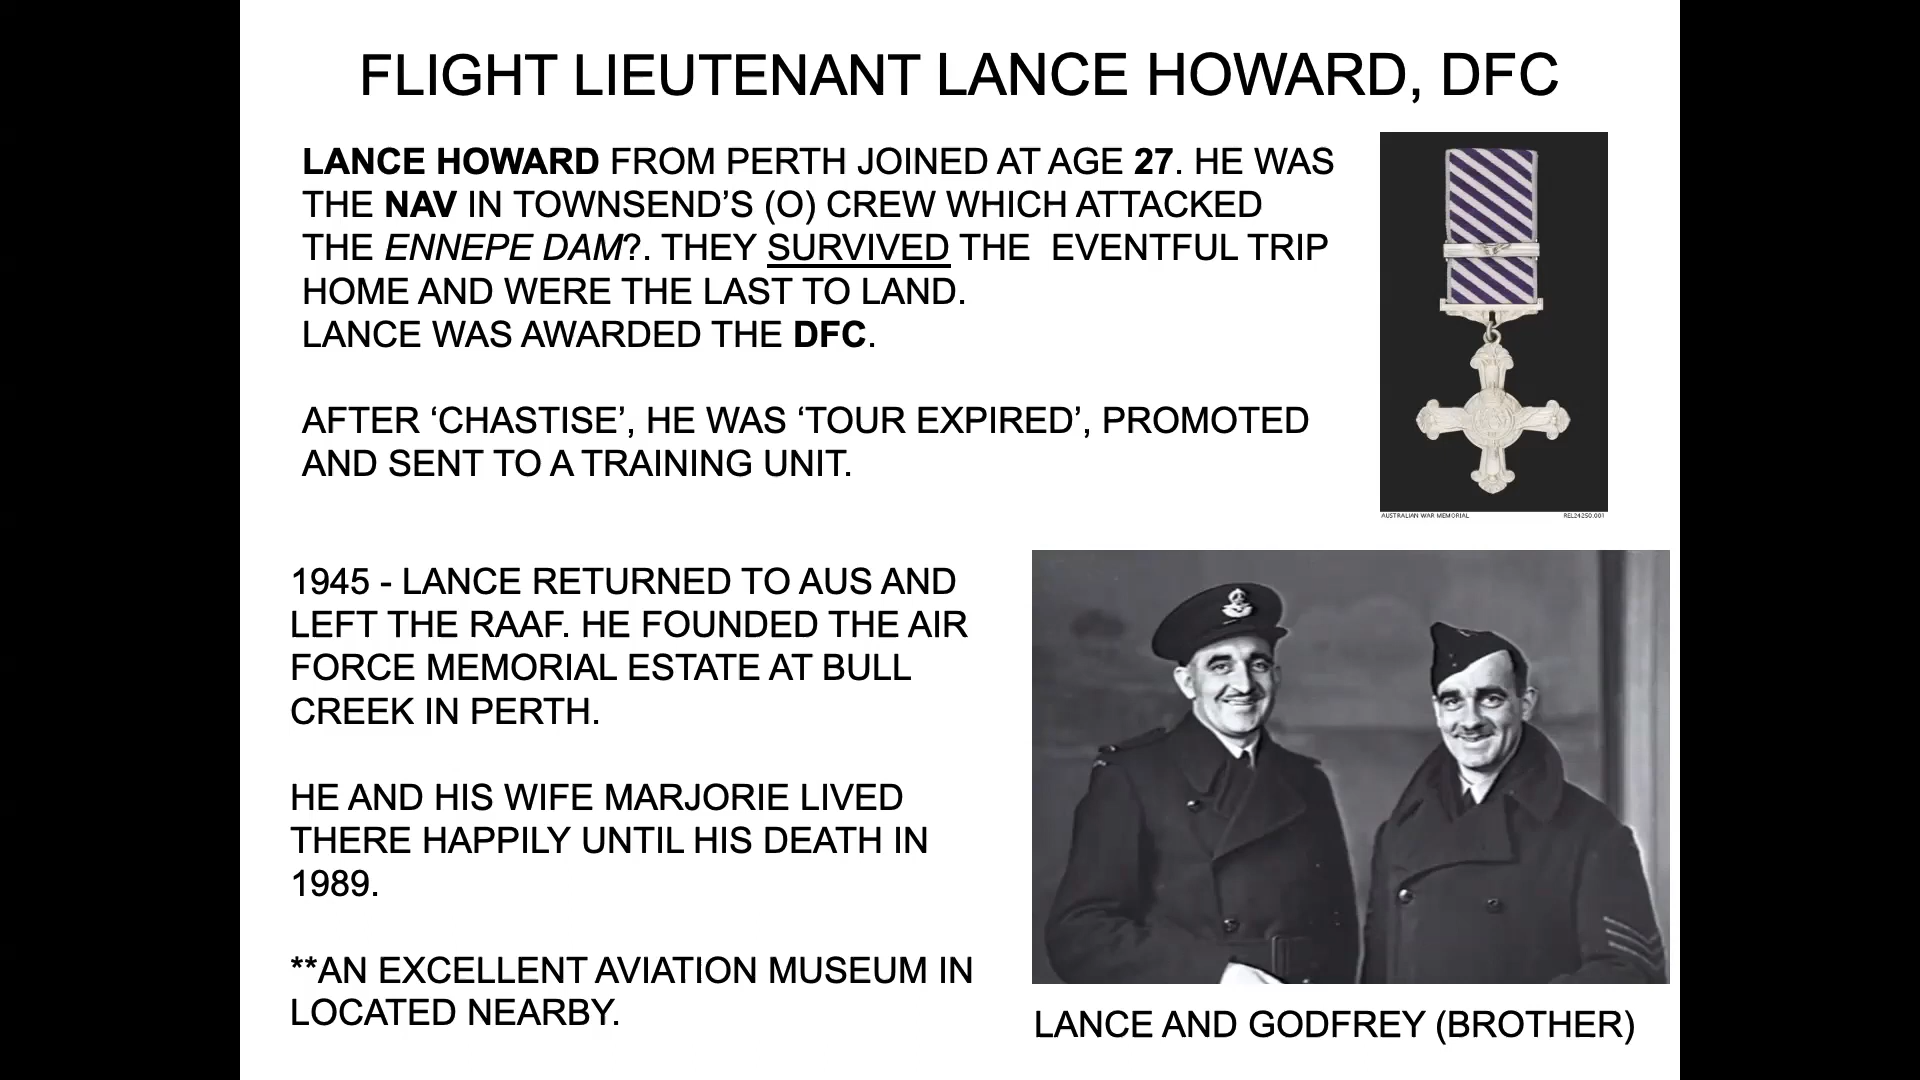 FLIGHT LIEUTENANT LANCE HOWARD, DFC
LANCE HOWARD FROM PERTH JOINED AT AGE 27. HE WAS
THE NAV IN TOWNSEND’S (O) CREW WHICH ATTACKED
THE ENNEPE DAM?. THEY SURVIVED THE  EVENTFUL TRIP
HOME AND WERE THE LAST TO LAND.
LANCE WAS AWARDED THE DFC.
AFTER ‘CHASTISE’, HE WAS ‘TOUR EXPIRED’, PROMOTED
AND SENT TO A TRAINING UNIT.
AUSTRALIAN WAR MEMORIAL REL24250.001
1945 - LANCE RETURNED TO AUS AND
LEFT THE RAAF. HE FOUNDED THE AIR
FORCE MEMORIAL ESTATE AT BULL
CREEK IN PERTH.
HE AND HIS WIFE MARJORIE LIVED
THERE HAPPILY UNTIL HIS DEATH IN
1989.
**AN EXCELLENT AVIATION MUSEUM IN
LOCATED NEARBY.
LANCE AND GODFREY (BROTHER)